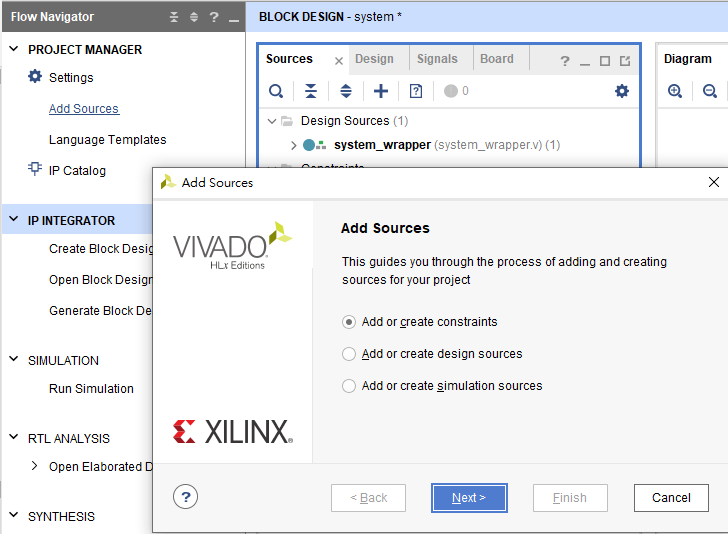 Flow Navigator
? _
PROJECT MANAGER
Settings
Add Sources
Language Templates
IP Catalog
IP INTEGRATOR
Create Block Desig
Open Block Design
Generate Block De
SIMULATION
Run Simulation
RTL ANALYSIS
Open Elaborated D
SYNTHESIS
BLOCK DESIGN - system *
Sources
Design
Signals
Board
? _
0
Design Sources (1)
system_wrapper (system_wrapper.v) (1)
Constraints
Diagram
Add Sources
VIVADO
HLx Editions
XILINX
Add Sources
This guides you through the process of adding and creating
sources for your project
Add or create constraints
Add or create design sources
Add or create simulation sources
?
< Back
Next >
Finish
Cancel